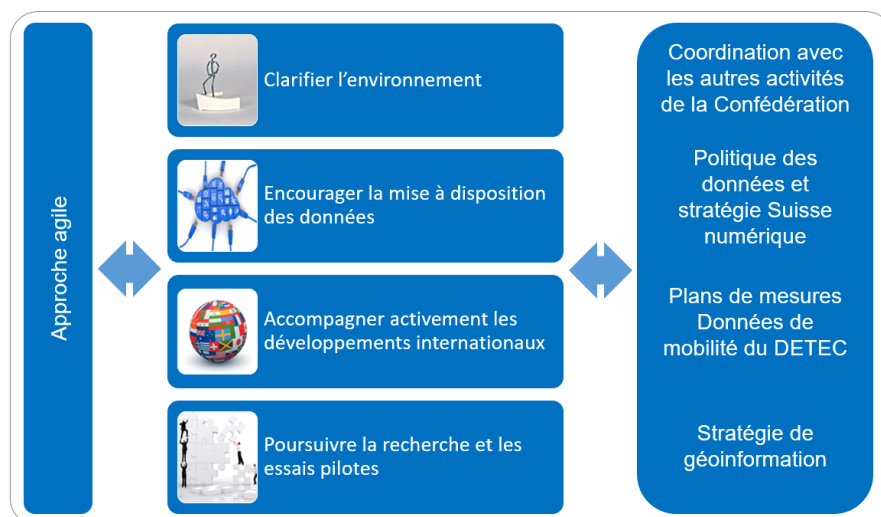 Approche agile
Clarifier l'environnement
Encourager la mise à disposition
des données
Accompagner activement les
développements internationaux
Poursuivre la recherche et les
essais pilotes
Coordination avec
les autres activités
de la Confédération
Politique des
données et
stratégie Suisse
numérique
Plans de mesures
Données de
mobilité du DETEC
Stratégie de
géoinformation